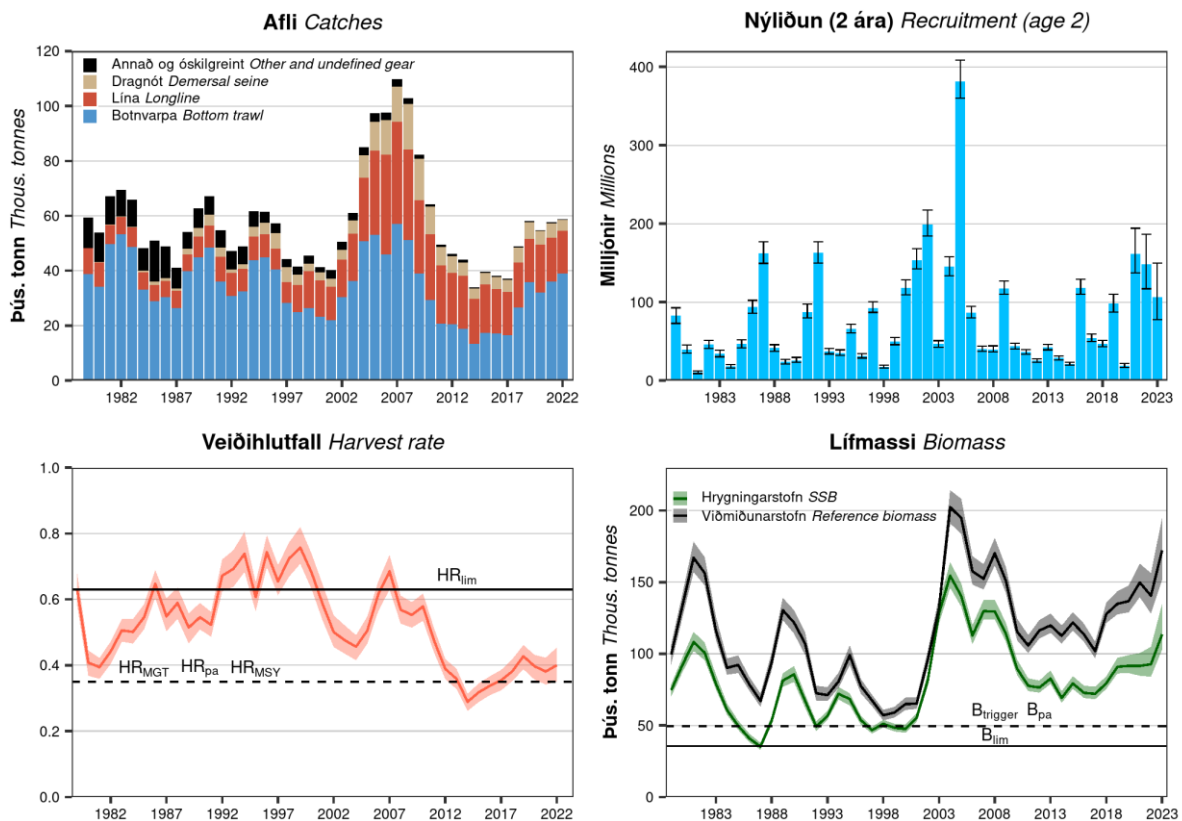 Afli Catches
Þús. tonn Thous. tonnes
120
100
80
60
40
20
0
Annað og óskilgreint Other and undefined gear
Dragnót Demersal seine
Lína Longline
Botnvarpa Bottom trawl
1982 1987 1992 1997 2002 2007 2012 2017 2022
Nýliðun (2 ára) Recruitment (age 2)
Milljónir Millions
400
300
200
100
0
1983 1988 1993 1998 2003 2008 2013 2018 2023
Veiðihlutfall Harvest rate
1.0
0.8
0.6
0.4
0.2
0.0
HRlim
HRMGT HRpa HRMSY
1982 1987 1992 1997 2002 2007 2012 2017 2022
Lífmassi Biomass
Þús. tonn Thous. tonnes
200
150
100
50
0
Hrygningarstofn SSB
Viðmiðunarstofn Reference biomass
Btrigger Bpa
Blim
1983 1988 1993 1998 2003 2008 2013 2018 2023